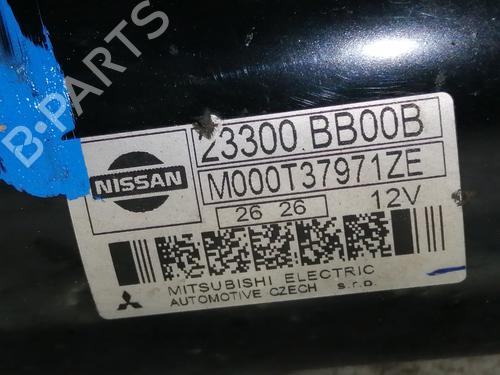 B-PARTS
23300 BB00B
NISSAN
M000T37971ZE
26 26
12V
MITSUBISHI ELECTRIC
AUTOMOTIVE CZECH s.r.o.